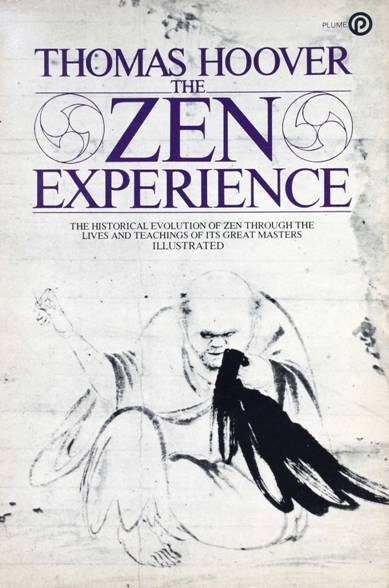 PLUME
THOMAS HOOVER
THE
ZEN
EXPERIENCE
THE HISTORICAL EVOLUTION OF ZEN THROUGH THE
LIVES AND TEACHINGS OF ITS GREAT MASTERS
ILLUSTRATED